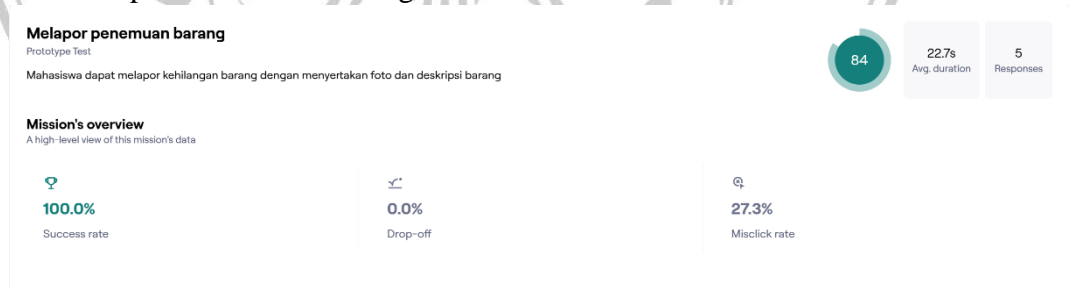 Melapor penemuan barang
Prototype Test
Mahasiswa dapat melapor kehilangan barang dengan menyertakan foto dan deskripsi barang
84
22.7s
Avg. duration
5
Responses
Mission's overview
A high-level view of this mission's data
100.0%
Success rate
0.0%
Drop-off
27.3%
Misclick rate